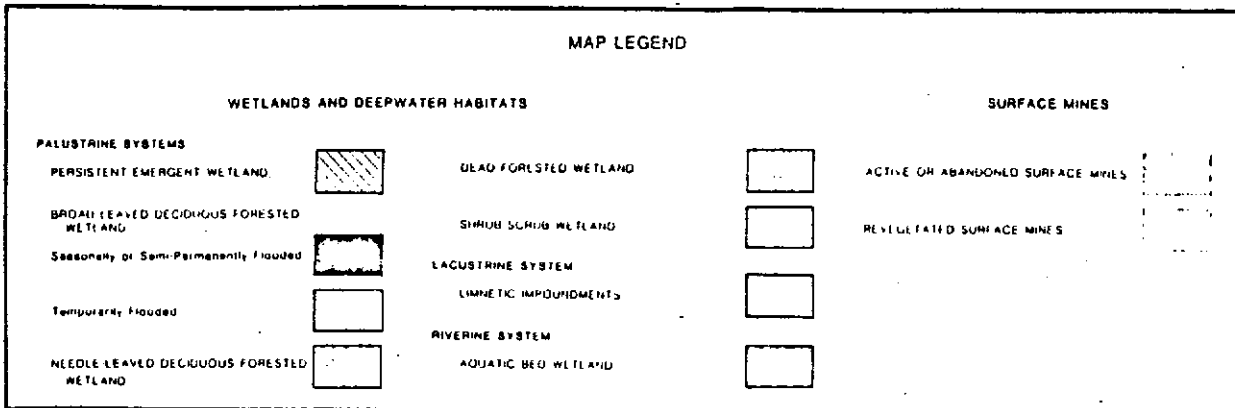 MAP LEGEND
WETLANDS AND DEEPWATER HABITATS
PALUSTRINE SYSTEMS
PERSISTENT EMERGENT WETLAND
BROAD-LEAVED DECIDUOUS FORESTED
WETLAND
Seasonally or Semi-Permanently Flooded
Temporarily Flooded
NEEDLE-LEAVED DECIDUOUS FORESTED
WETLAND
DEAD FORESTED WETLAND
SHRUB SCRUB WETLAND
LACUSTRINE SYSTEM
LIMNETIC IMPOUNDMENTS
RIVERINE SYSTEM
AQUATIC BED WETLAND
SURFACE MINES
ACTIVE OR ABANDONED SURFACE MINES
REVEGETATED SURFACE MINES